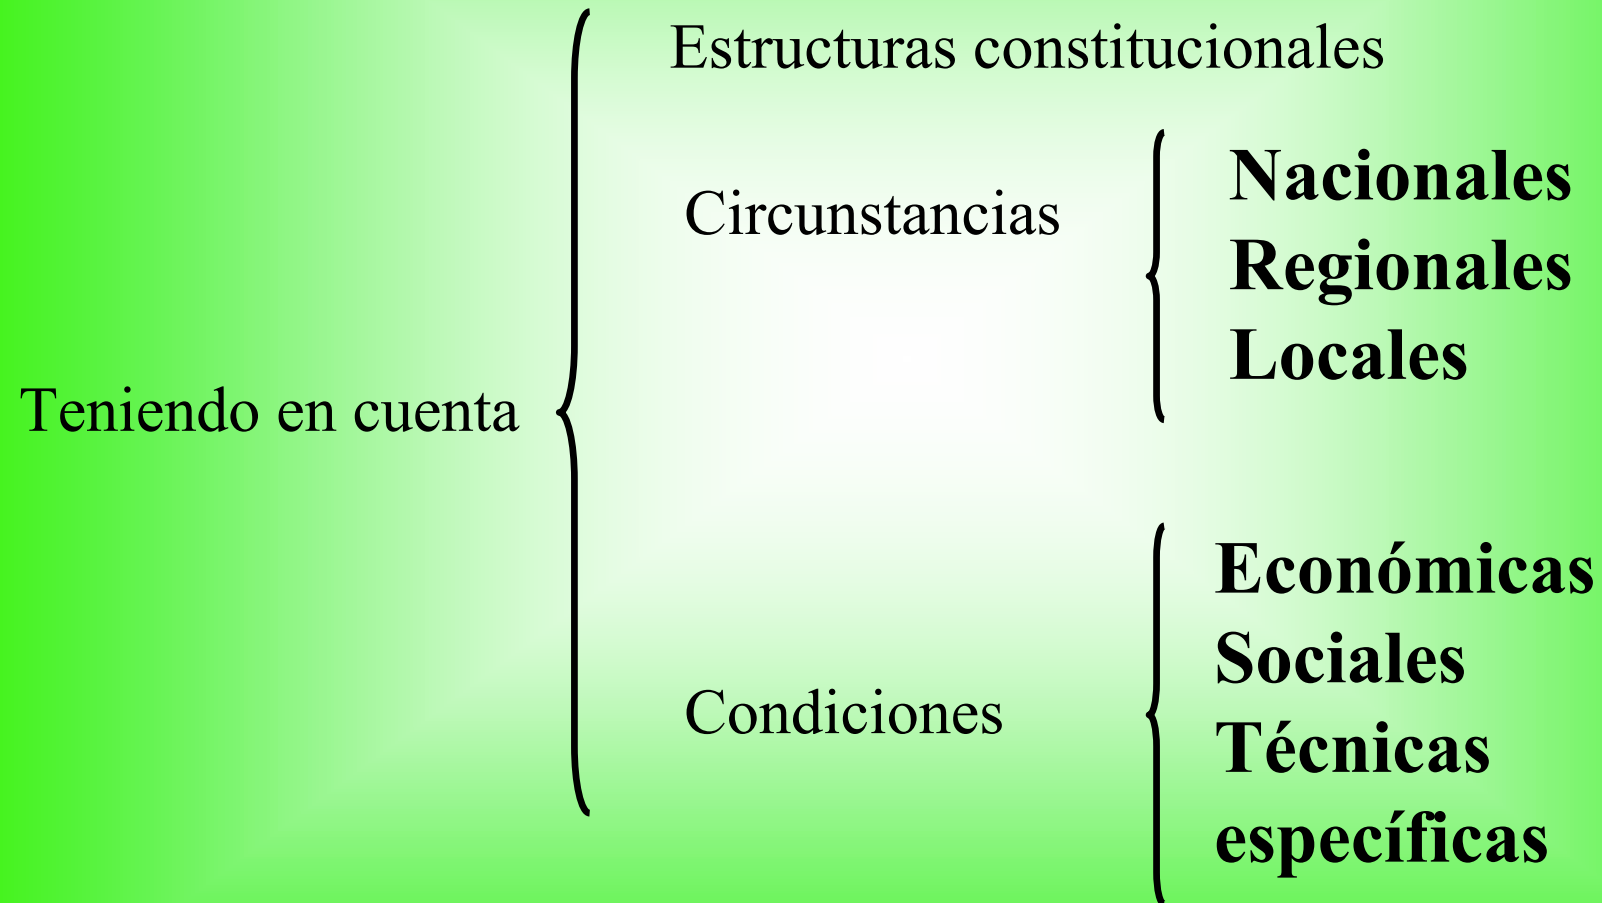 Estructuras constitucionales
Circunstancias
Nacionales
Regionales
Locales
Teniendo en cuenta
Condiciones
Económicas
Sociales
Técnicas
específicas